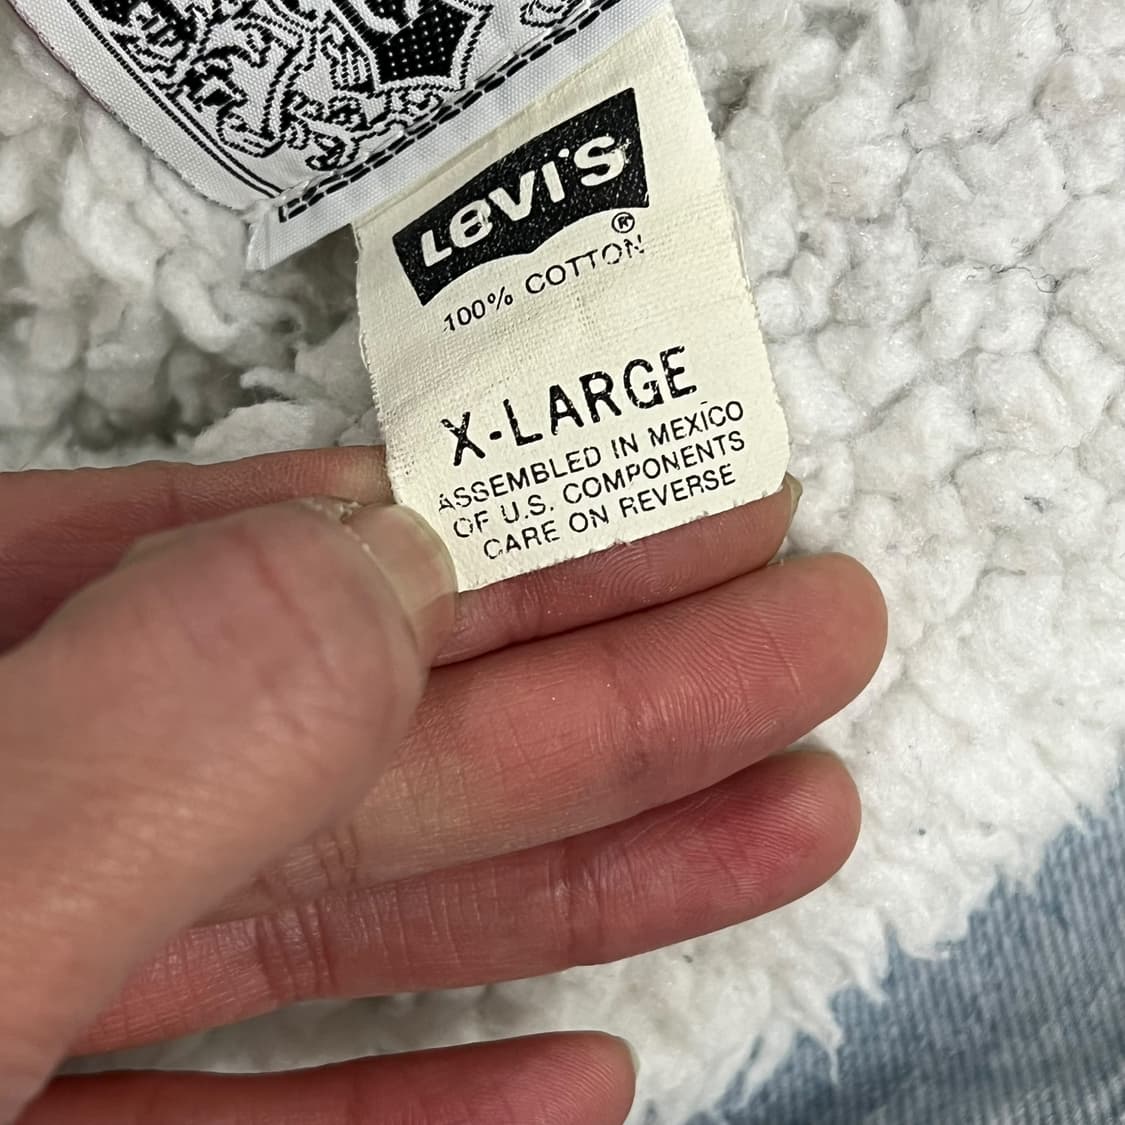 LEVI'S
®
100% COTTON
X-LARGE
ASSEMBLED IN MEXICO
OF U.S. COMPONENTS
CARE ON REVERSE